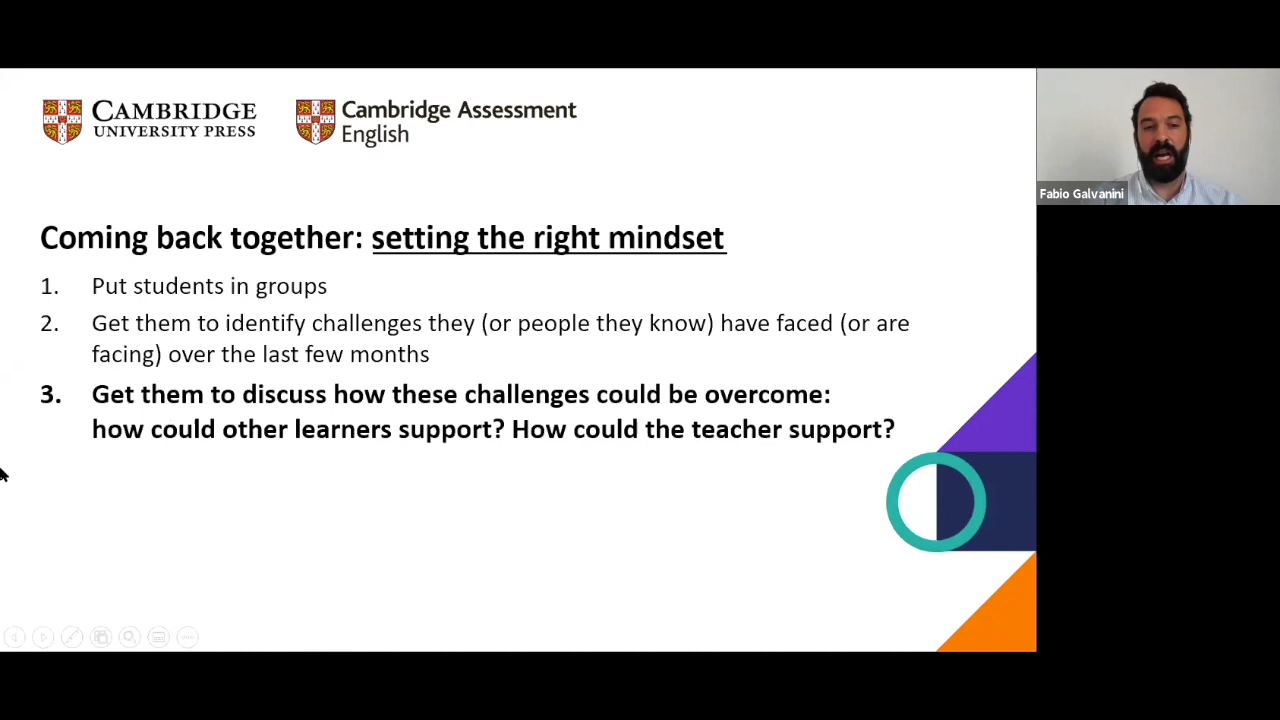 CAMBRIDGE
UNIVERSITY PRESS
Cambridge Assessment
English
Fabio Galvanini
Coming back together: setting the right mindset
1. Put students in groups
2. Get them to identify challenges they (or people they know) have faced (or are
facing) over the last few months
3. Get them to discuss how these challenges could be overcome:
how could other learners support? How could the teacher support?